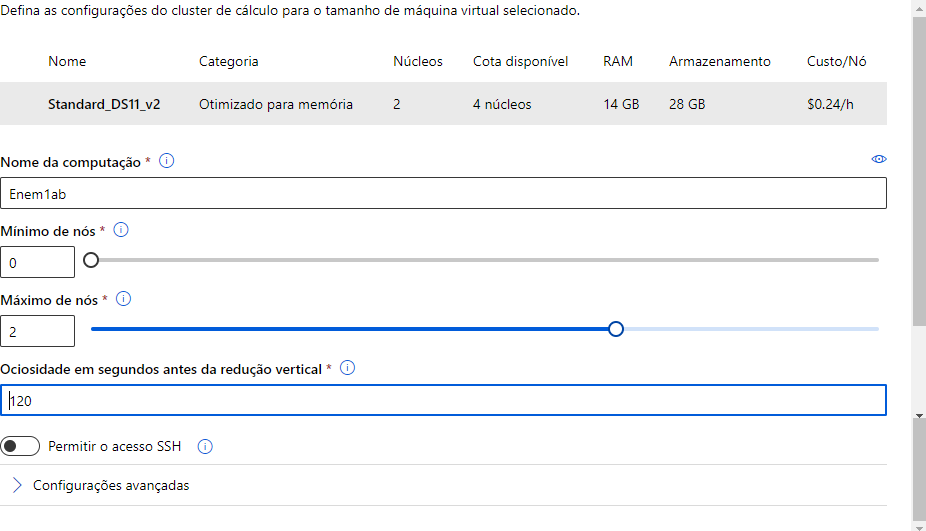 Defina as configurações do cluster de cálculo para o tamanho de máquina virtual selecionado.
Nome Categoria Núcleos Cota disponível RAM Armazenamento Custo/Nó
Standard_DS11_v2 Otimizado para memória 2 4 núcleos 14 GB 28 GB $0.24/h
Nome da computação *
Enem1ab
Mínimo de nós *
0
Máximo de nós *
2
Ociosidade em segundos antes da redução vertical *
120
Permitir o acesso SSH
Configurações avançadas